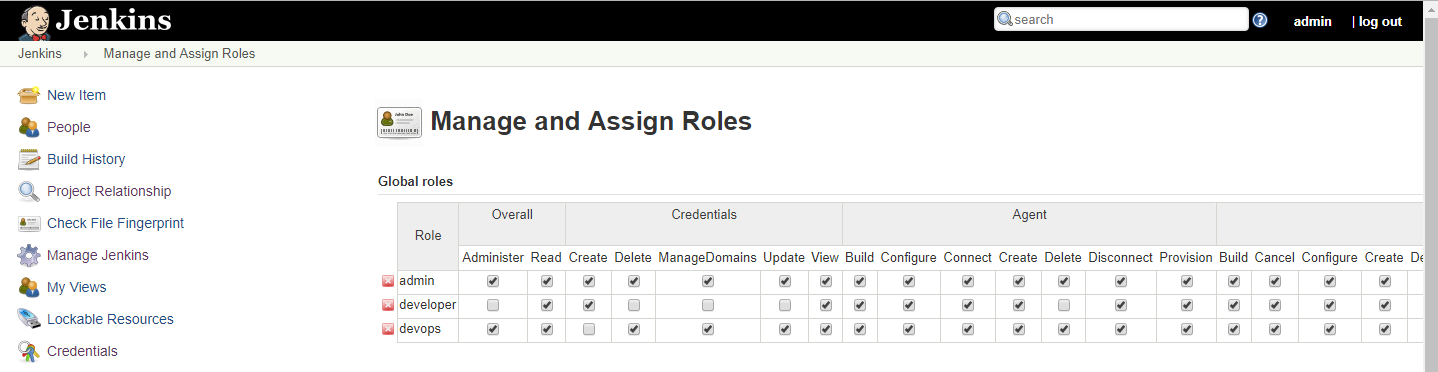 Jenkins
search
admin
| log out
Jenkins
Manage and Assign Roles
New Item
People
Build History
Project Relationship
Check File Fingerprint
Manage Jenkins
My Views
Lockable Resources
Credentials
John Doe
Manage and Assign Roles
Global roles
Role Overall Credentials Agent
Administer Read Create Delete ManageDomains Update View Build Configure Connect Create Delete Disconnect Provision Build Cancel Configure Create De
admin
developer
devops